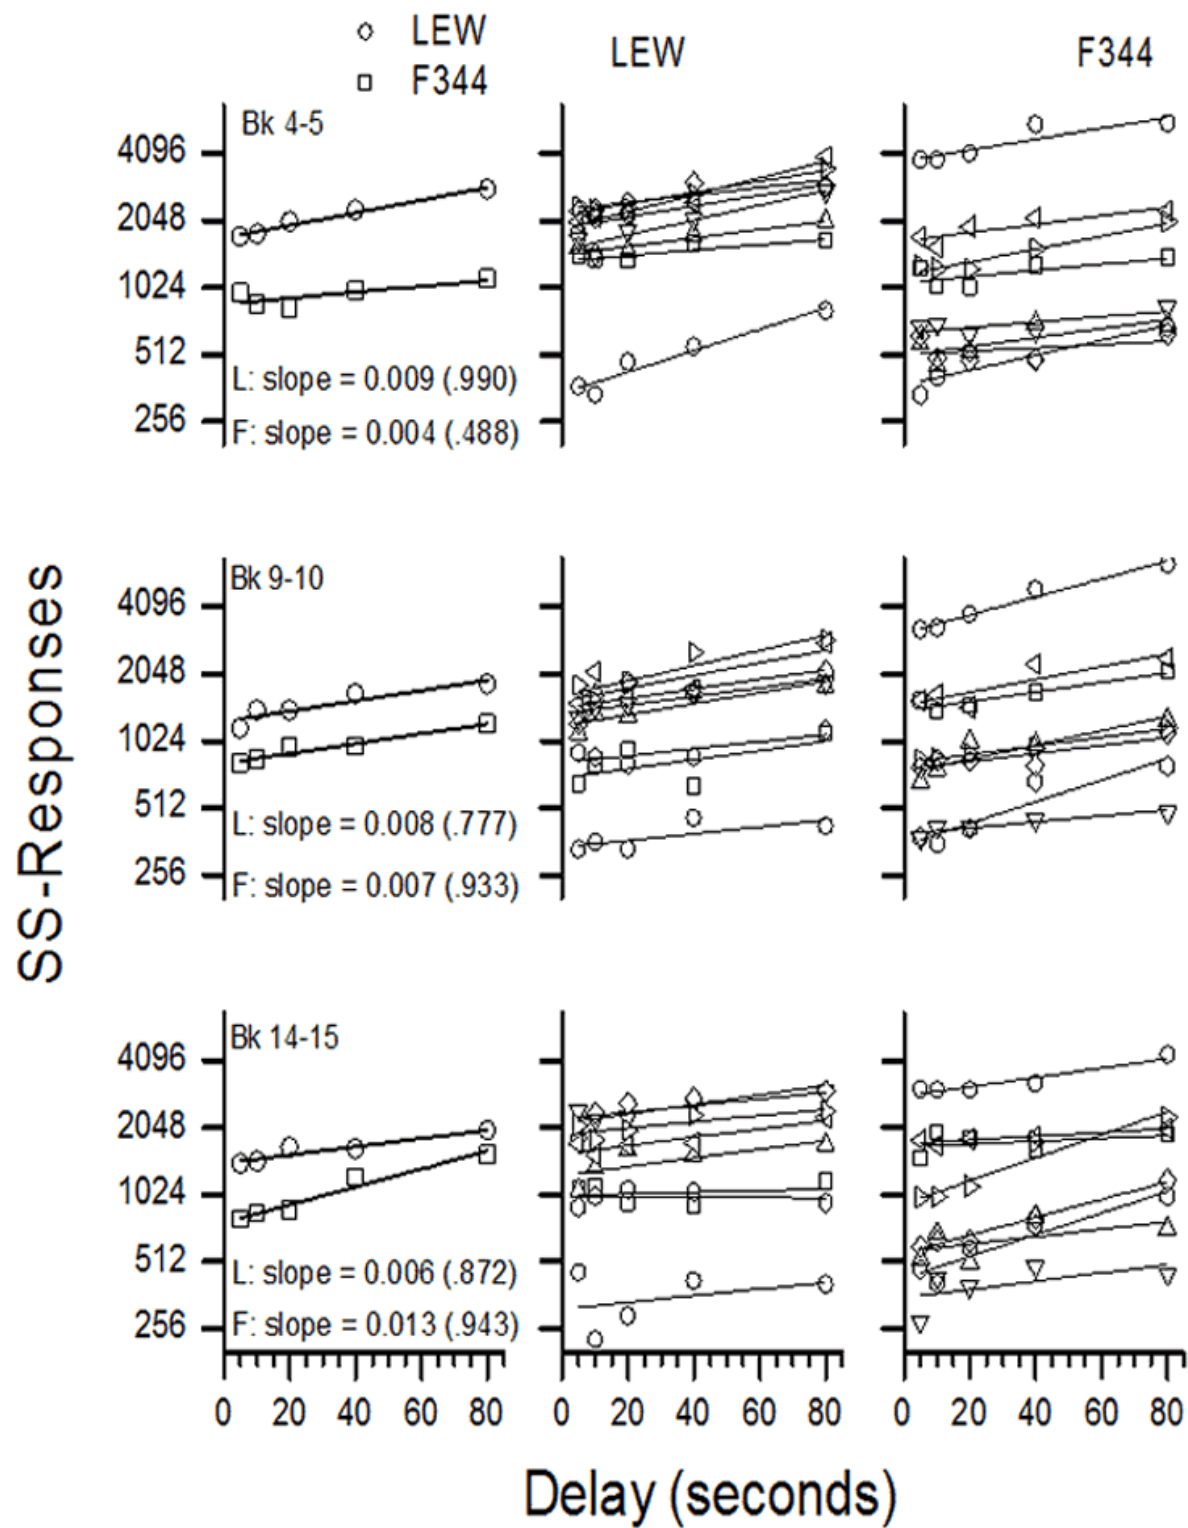 LEW
F344
LEW
F344
Bk 4-5
4096
2048
1024
512
256
L: slope = 0.009 (.990)
F: slope = 0.004 (.488)
Bk 9-10
4096
2048
1024
512
256
L: slope = 0.008 (.777)
F: slope = 0.007 (.933)
SS-Responses
Bk 14-15
4096
2048
1024
512
256
L: slope = 0.006 (.872)
F: slope = 0.013 (.943)
0 20 40 60 80
0 20 40 60 80
0 20 40 60 80
Delay (seconds)